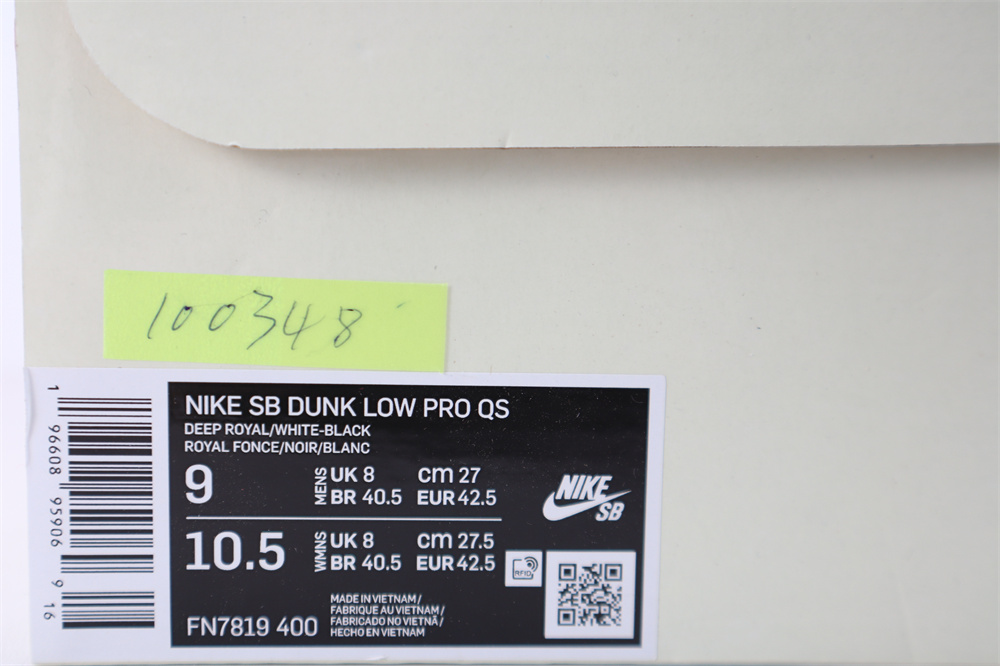 100348
NIKE SB DUNK LOW PRO QS
DEEP ROYAL/WHITE-BLACK
ROYAL FONCE/NOIR/BLANC
9 MENS UK 8 CM 27
BR 40.5 EUR 42.5
10.5 WMNS UK 8 CM 27.5
BR 40.5 EUR 42.5
NIKE
SB
RFID
FN7819 400
MADE IN VIETNAM/
FABRIQUE AU VIETNAM/
FABRICADO NO VIETNÃ/
HECHO EN VIETNAM
1 96608 95906 9 16